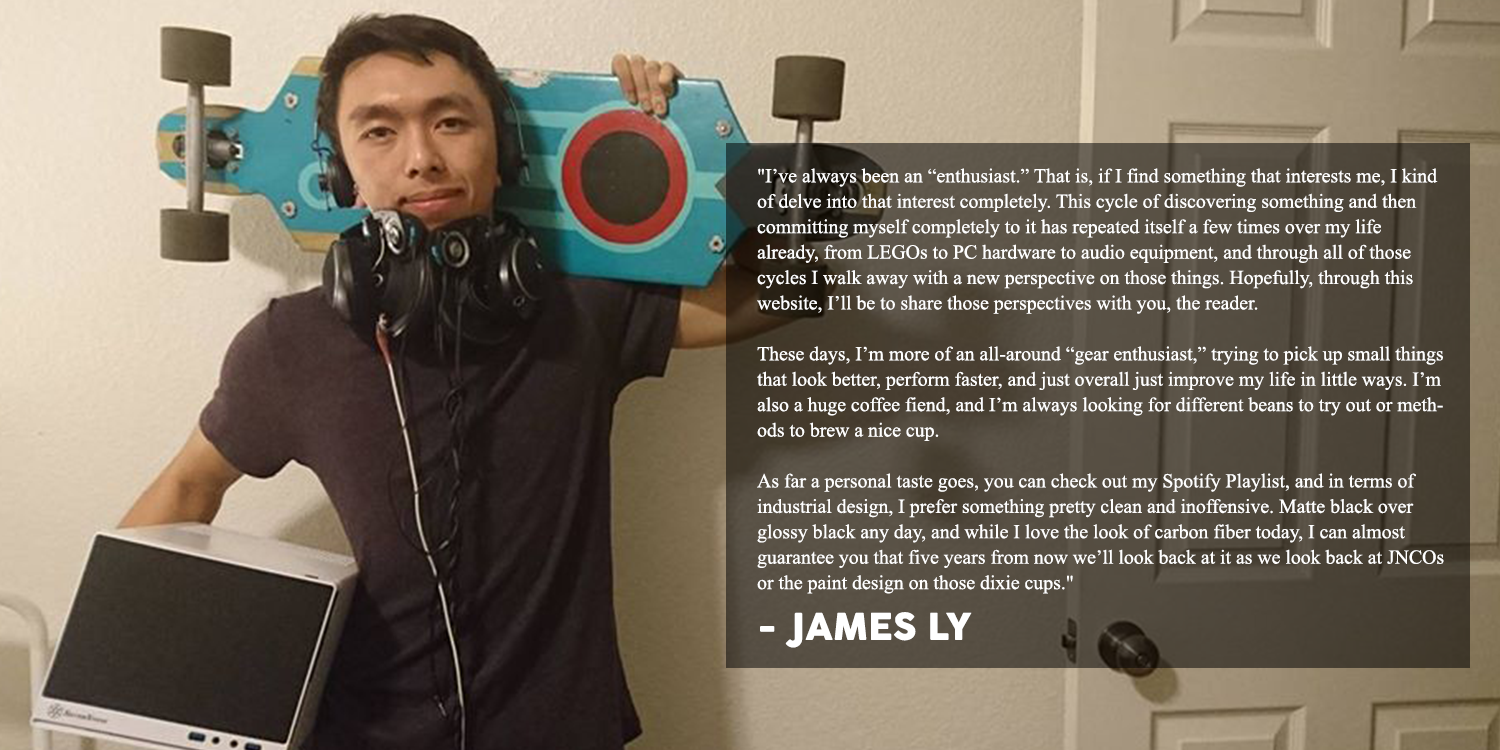 "I’ve always been an “enthusiast.” That is, if I find something that interests me, I kind
of delve into that interest completely. This cycle of discovering something and then
committing myself completely to it has repeated itself a few times over my life
already, from LEGOs to PC hardware to audio equipment, and through all of those
cycles I walk away with a new perspective on those things. Hopefully, through this
website, I’ll be to share those perspectives with you, the reader.
These days, I’m more of an all-around “gear enthusiast,” trying to pick up small things
that look better, perform faster, and just overall just improve my life in little ways. I’m
also a huge coffee fiend, and I’m always looking for different beans to try out or meth-
ods to brew a nice cup.
As far a personal taste goes, you can check out my Spotify Playlist, and in terms of
industrial design, I prefer something pretty clean and inoffensive. Matte black over
glossy black any day, and while I love the look of carbon fiber today, I can almost
guarantee you that five years from now we’ll look back at it as we look back at JNCOs
or the paint design on those dixie cups."
- JAMES LY
SilverStone